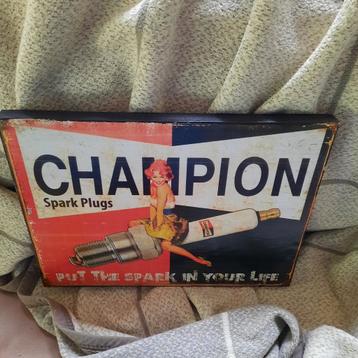 CHAMPION
Spark Plugs
PUT THE SPARK IN YOUR LIFE